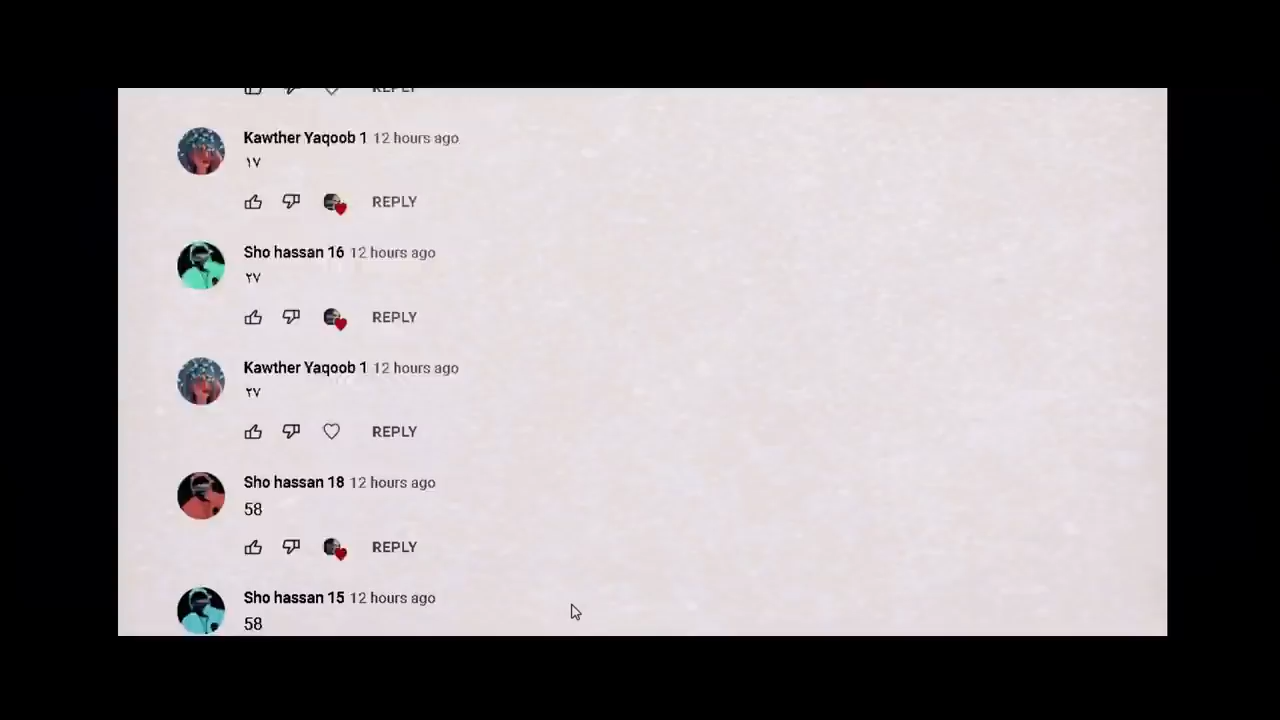 REPLY
Kawther Yaqoob 1 12 hours ago
١٧
REPLY
Sho hassan 16 12 hours ago
٢٧
REPLY
Kawther Yaqoob 1 12 hours ago
٢٧
REPLY
Sho hassan 18 12 hours ago
58
REPLY
Sho hassan 15 12 hours ago
58